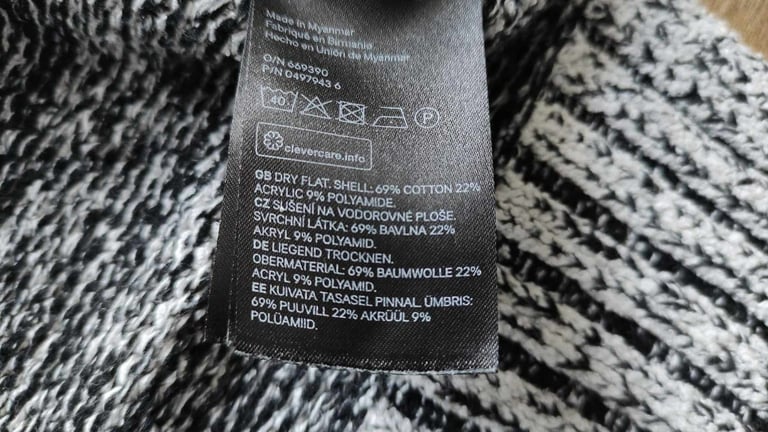 Made in Myanmar
Fabriqué en Birmanie
Hecho en Unión de Myanmar
O/N 669390
P/N 0497943 6
40 P
clevercare.info
GB DRY FLAT. SHELL: 69% COTTON 22%
ACRYLIC 9% POLYAMIDE.
CZ SUŠENÍ NA VODOROVNÉ PLOŠE.
SVRCHNÍ LÁTKA: 69% BAVLNA 22%
AKRYL 9% POLYAMID.
DE LIEGEND TROCKNEN.
OBERMATERIAL: 69% BAUMWOLLE 22%
ACRYL 9% POLYAMID.
EE KUIVATA TASASEL PINNAL. ÜMBRIS:
69% PUUVILL 22% AKRÜÜL 9%
POLÜAMIID.